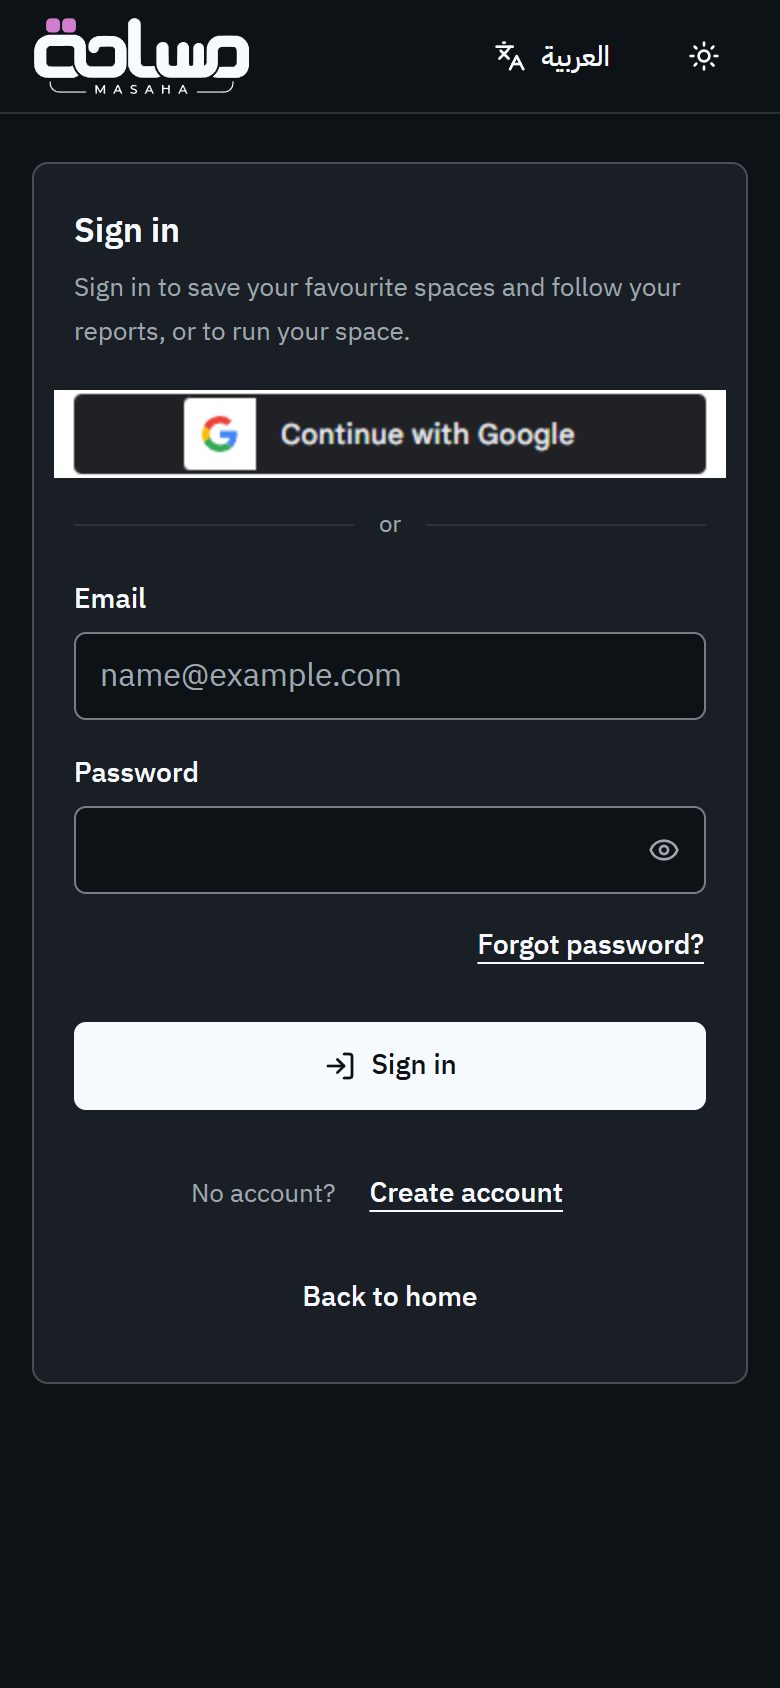 مساحة
MASAHA
العربية
Sign in
Sign in to save your favourite spaces and follow your
reports, or to run your space.
Continue with Google
or
Email
name@example.com
Password
Forgot password?
Sign in
No account? Create account
Back to home